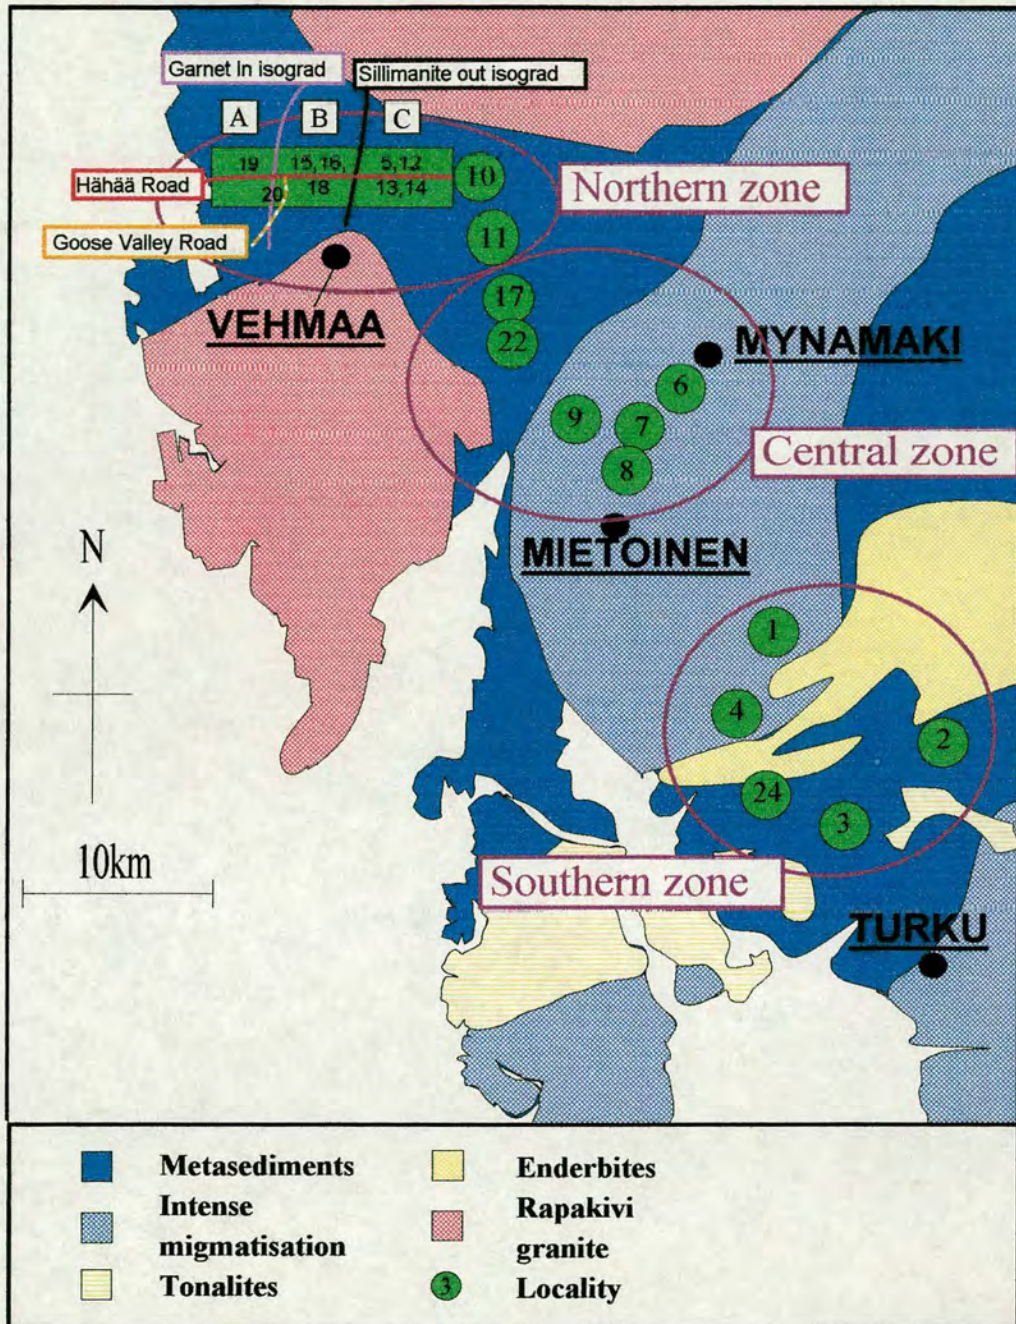 Garnet In isograd
Sillimanite out isograd
A
B
C
19
15,16,
5,12
10
Hähää Road
20
18
13,14
Northern zone
11
Goose Valley Road
17
VEHMAA
22
MYNAMAKI
6
9
7
Central zone
8
N
MIETOINEN
1
4
2
24
3
10km
Southern zone
TURKU
Metasediments
Enderbites
Intense
Rapakivi
migmatisation
granite
Tonalites
3
Locality